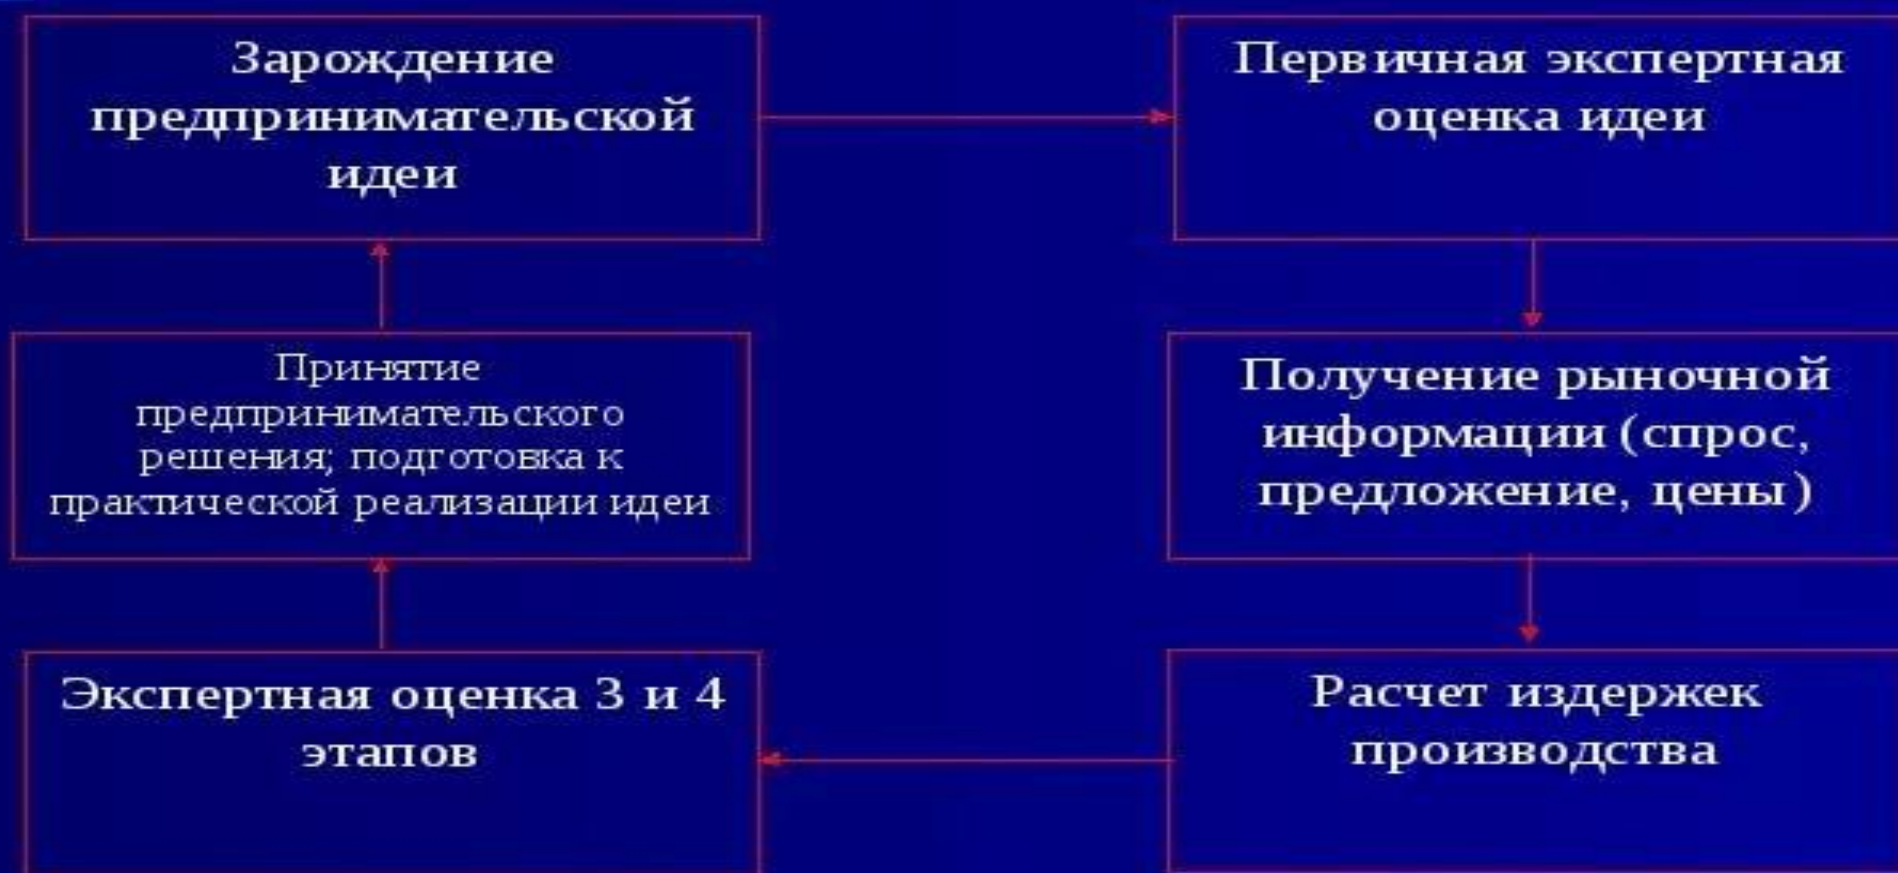 Зарождение
предпринимательской
идеи
Первичная экспертная
оценка идеи
Принятие
предпринимательского
решения; подготовка к
практической реализации идеи
Получение рыночной
информации (спрос,
предложение, цены)
Экспертная оценка 3 и 4
этапов
Расчет издержек
производства